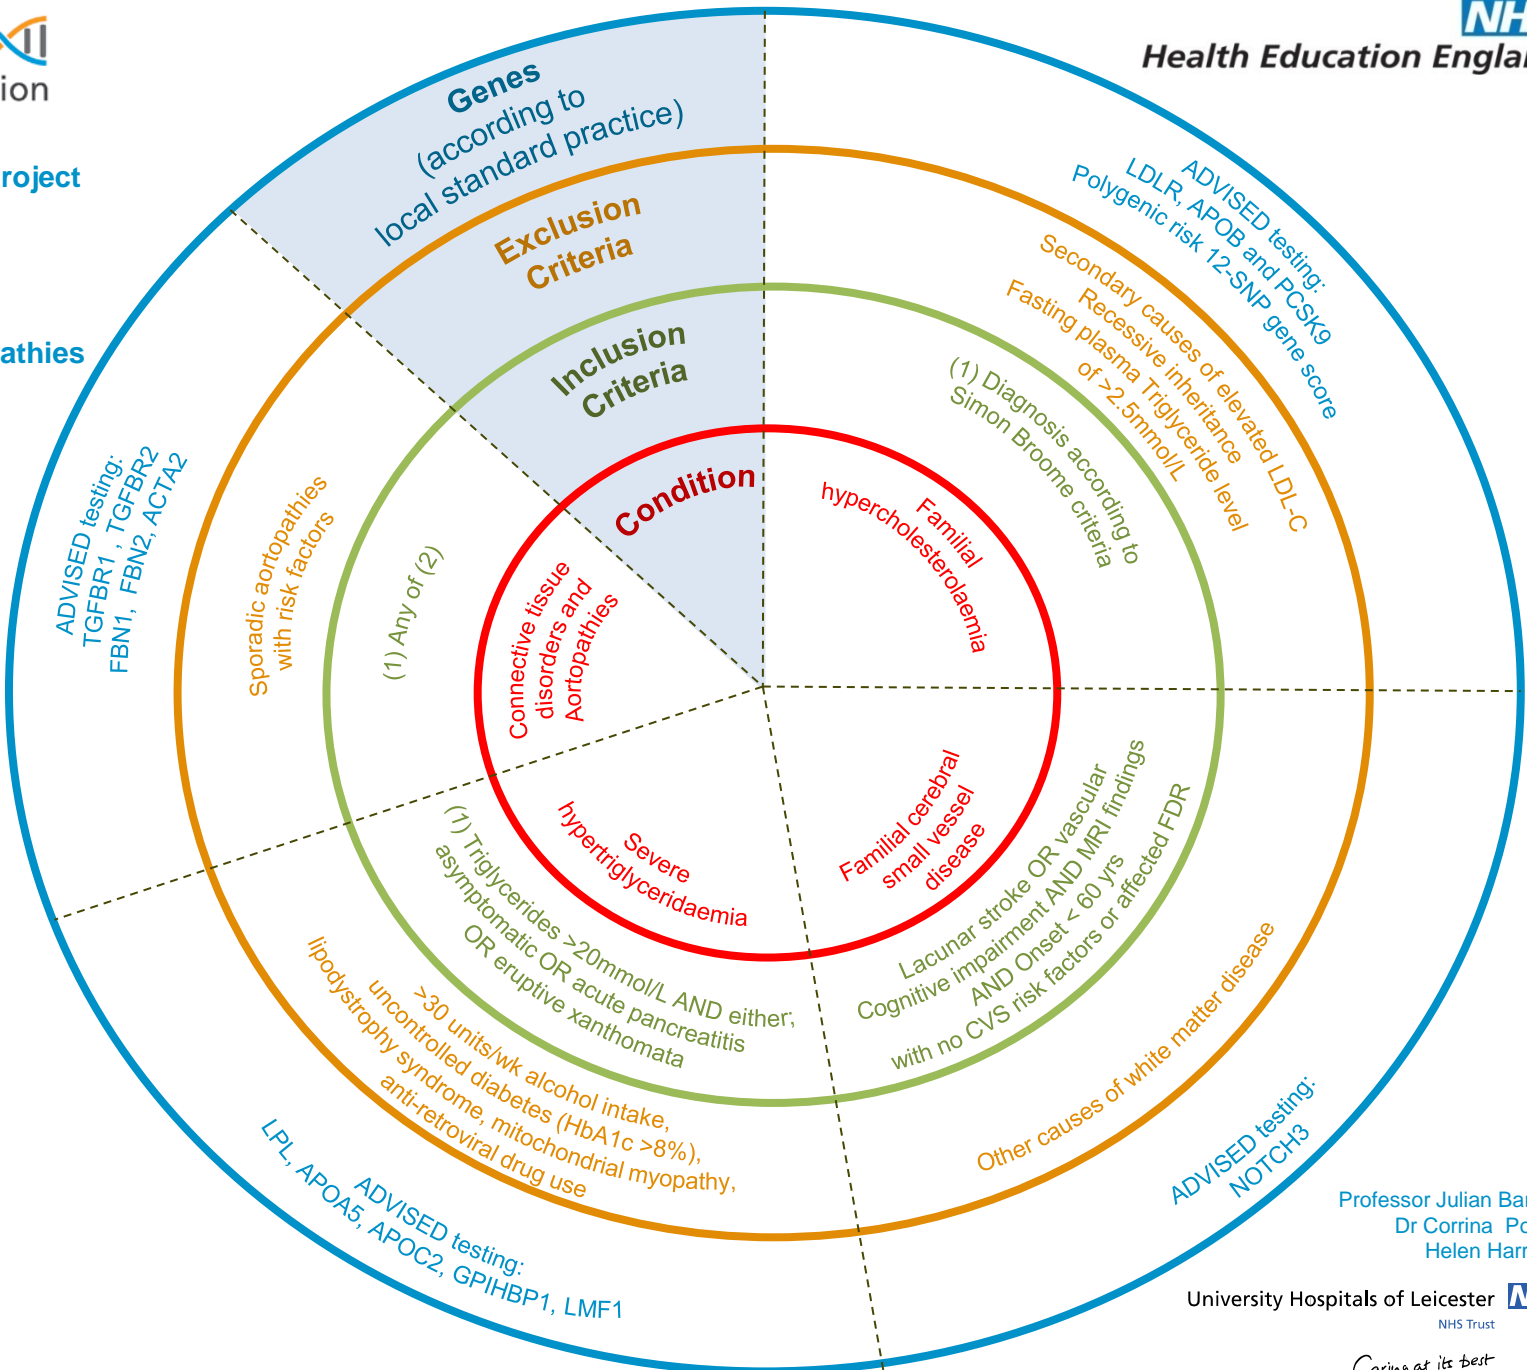 ion
NH
Health Education Englan
roject
athies
Genes
(according to
local standard practice)
Exclusion
Criteria
Inclusion
Criteria
Condition
ADVISED testing:
LDLR, APOB and PCSK9
Polygenic risk 12-SNP gene score
Secondary causes of elevated LDL-C
Recessive inheritance
Fasting plasma Triglyceride level
of >2.5mmol/L
(1) Diagnosis according to
Simon Broome criteria
Familial
hypercholesterolaemia
Familial cerebral
small vessel
disease
Lacunar stroke OR vascular
Cognitive impairment AND MRI findings
AND Onset < 60 yrs
with no CVS risk factors or affected FDR
Other causes of white matter disease
ADVISED testing:
NOTCH3
Severe
hypertriglyceridaemia
(1) Triglycerides >20mmol/L AND either;
asymptomatic OR acute pancreatitis
OR eruptive xanthomata
>30 units/wk alcohol intake,
uncontrolled diabetes (HbA1c >8%),
lipodystrophy syndrome, mitochondrial myopathy,
anti-retroviral drug use
ADVISED testing:
LPL, APOA5, APOC2, GPIHBP1, LMF1
Connective tissue
disorders and
Aortopathies
(1) Any of (2)
Sporadic aortopathies
with risk factors
ADVISED testing:
TGFBR1 , TGFBR2
FBN1, FBN2, ACTA2
Professor Julian Bar
Dr Corrina Po
Helen Harr
University Hospitals of Leicester N
NHS Trust
Caring at its best